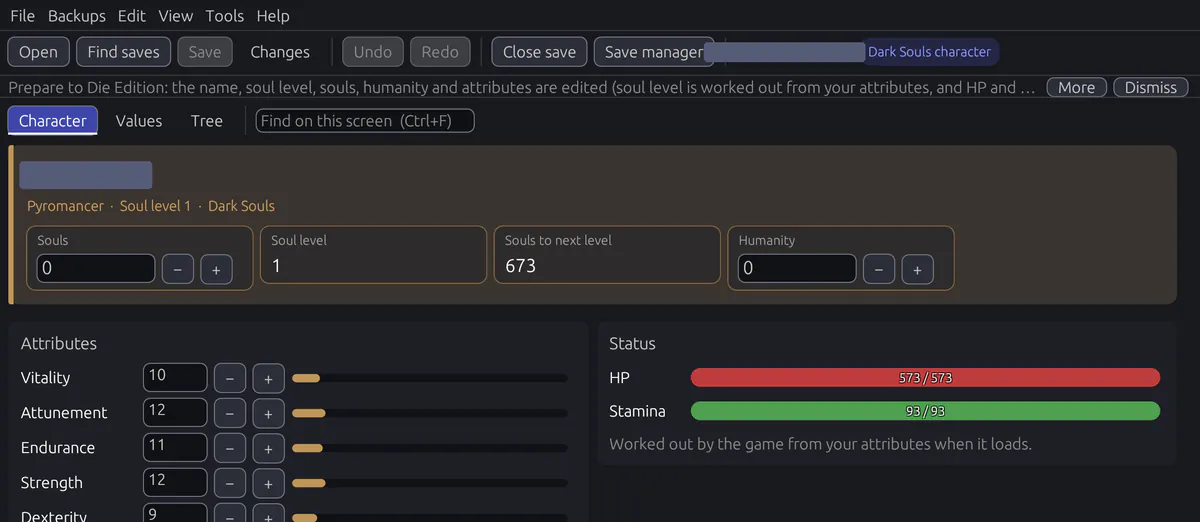 File Backups Edit View Tools Help
Open Find saves Save Changes Undo Redo Close save Save manager Dark Souls character
Prepare to Die Edition: the name, soul level, souls, humanity and attributes are edited (soul level is worked out from your attributes, and HP and … More Dismiss
Character Values Tree Find on this screen (Ctrl+F)
Pyromancer · Soul level 1 · Dark Souls
Souls Soul level Souls to next level Humanity
0 − + 1 673 0 − +
Attributes Status
Vitality 10 − + HP 573 / 573
Attunement 12 − + Stamina 93 / 93
Endurance 11 − + Worked out by the game from your attributes when it loads.
Strength 12 − +
Dexterity 9 − +